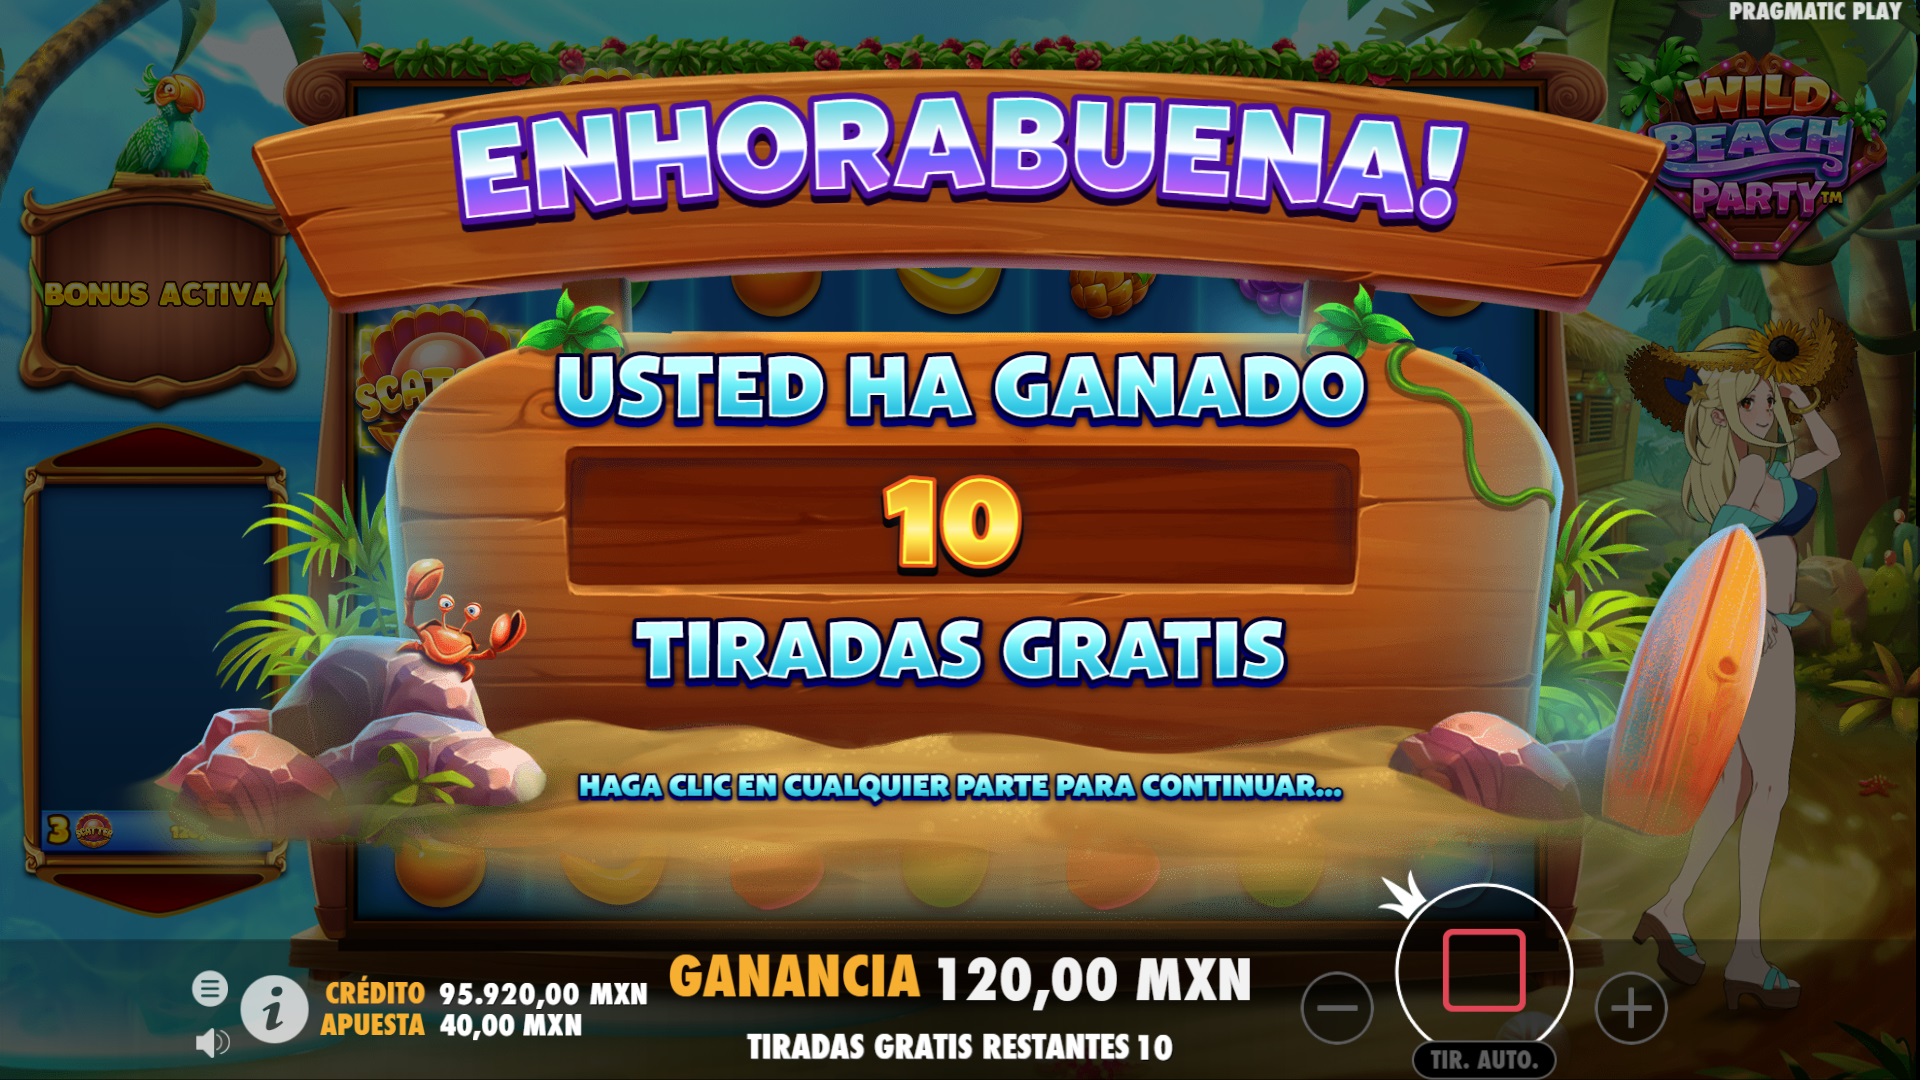 PRAGMATIC PLAY
WILD
BEACH
PARTY™
ENHORABUENA!
BONUS ACTIVA
USTED HA GANADO
10
TIRADAS GRATIS
HAGA CLIC EN CUALQUIER PARTE PARA CONTINUAR...
3 SCATTER
CRÉDITO 95.920,00 MXN
APUESTA 40,00 MXN
GANANCIA 120,00 MXN
TIRADAS GRATIS RESTANTES 10
TIR. AUTO.